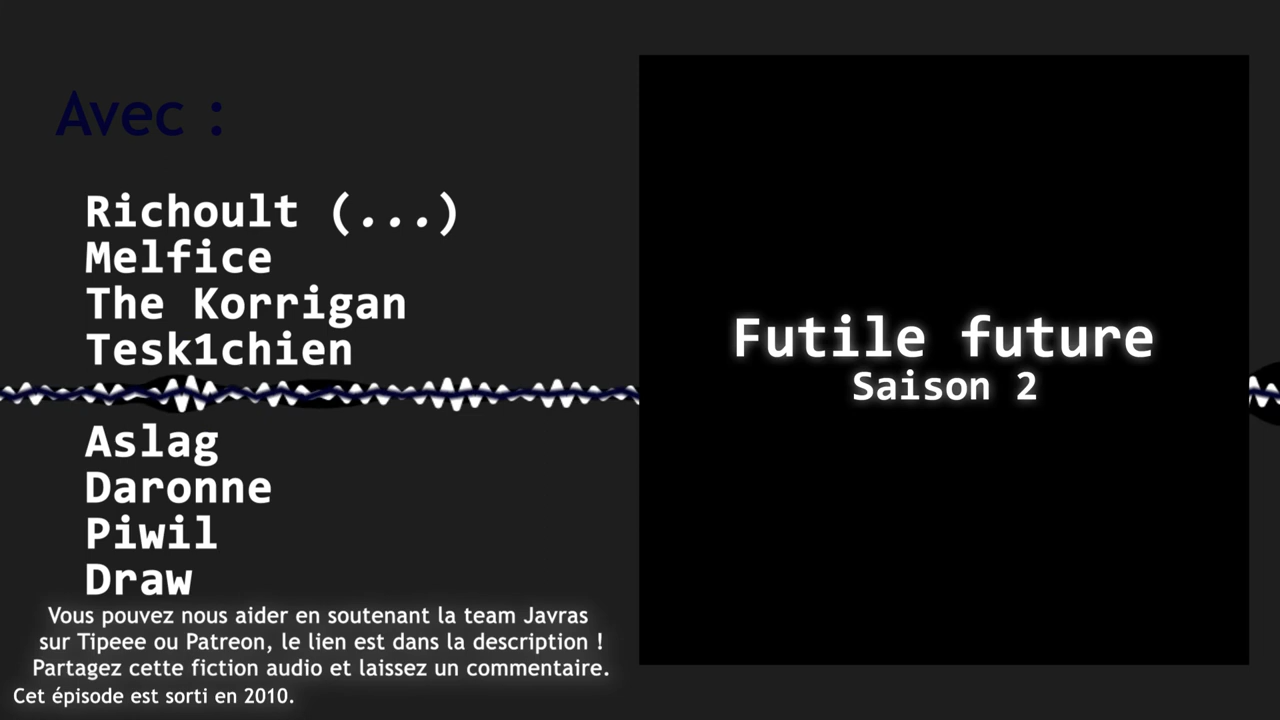 Avec :
Richoult (...)
Melfice
The Korrigan
Tesk1chien
Aslag
Daronne
Piwil
Draw
Vous pouvez nous aider en soutenant la team Javras
sur Tipeee ou Patreon, le lien est dans la description !
Partagez cette fiction audio et laissez un commentaire.
Cet épisode est sorti en 2010.
Futile future
Saison 2